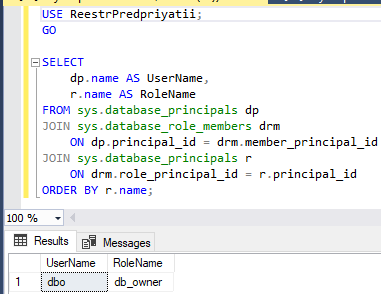 USE ReestrPredpriyatii;
GO
SELECT
dp.name AS UserName,
r.name AS RoleName
FROM sys.database_principals dp
JOIN sys.database_role_members drm
ON dp.principal_id = drm.member_principal_id
JOIN sys.database_principals r
ON drm.role_principal_id = r.principal_id
ORDER BY r.name;
100 %
Results Messages
UserName RoleName
1 dbo db_owner